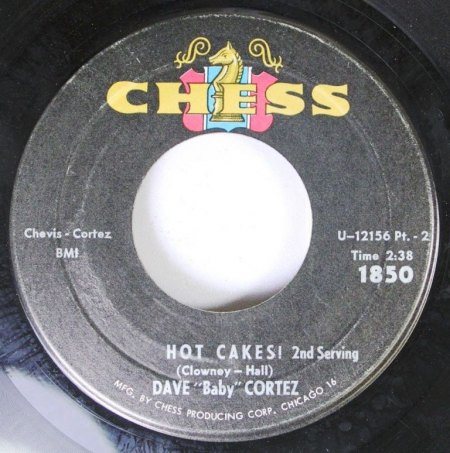 CHESS
Chevis - Cortez
BMI
U-12156 Pt. - 2
Time 2:38
1850
HOT CAKES! 2nd Serving
(Clowney - Hall)
DAVE "Baby" CORTEZ
MFG. BY CHESS PRODUCING CORP. CHICAGO 16